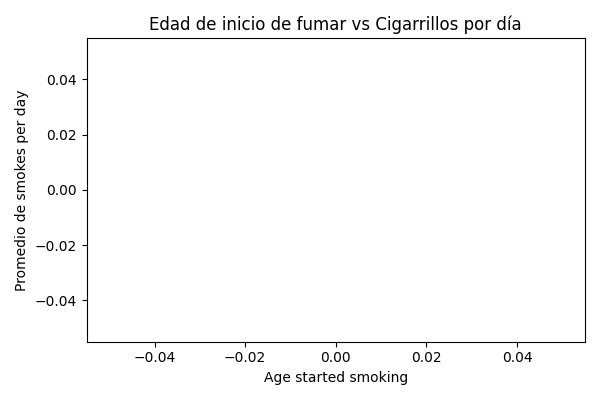 Edad de inicio de fumar vs Cigarrillos por día
0.04
0.02
0.00
−0.02
−0.04
Promedio de smokes per day
−0.04 −0.02 0.00 0.02 0.04
Age started smoking